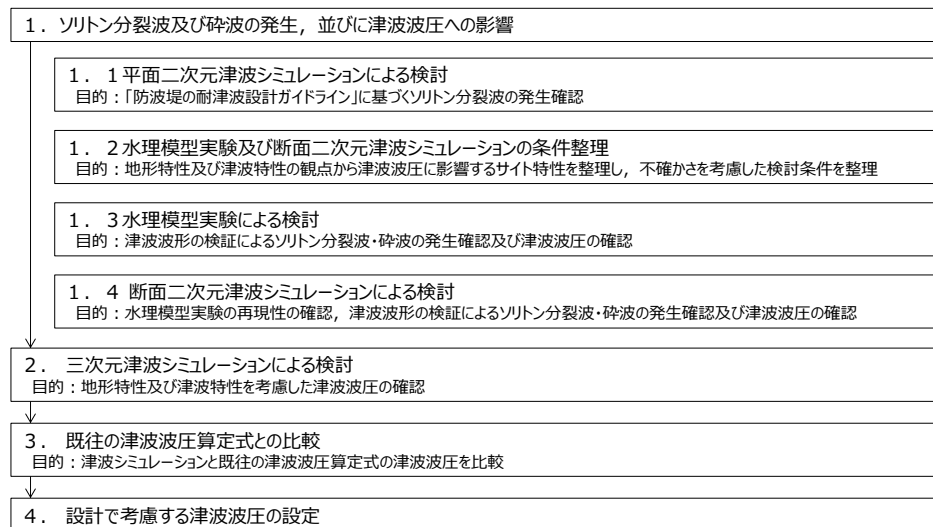 1．ソリトン分裂波及び砕波の発生，並びに津波波圧への影響
1．1平面二次元津波シミュレーションによる検討
目的：「防波堤の耐津波設計ガイドライン」に基づくソリトン分裂波の発生確認
1．2水理模型実験及び断面二次元津波シミュレーションの条件整理
目的：地形特性及び津波特性の観点から津波波圧に影響するサイト特性を整理し，不確かさを考慮した検討条件を整理
1．3水理模型実験による検討
目的：津波波形の検証によるソリトン分裂波・砕波の発生確認及び津波波圧の確認
1．4 断面二次元津波シミュレーションによる検討
目的：水理模型実験の再現性の確認，津波波形の検証によるソリトン分裂波・砕波の発生確認及び津波波圧の確認
2． 三次元津波シミュレーションによる検討
目的：地形特性及び津波特性を考慮した津波波圧の確認
3． 既往の津波波圧算定式との比較
目的：津波シミュレーションと既往の津波波圧算定式の津波波圧を比較
4． 設計で考慮する津波波圧の設定